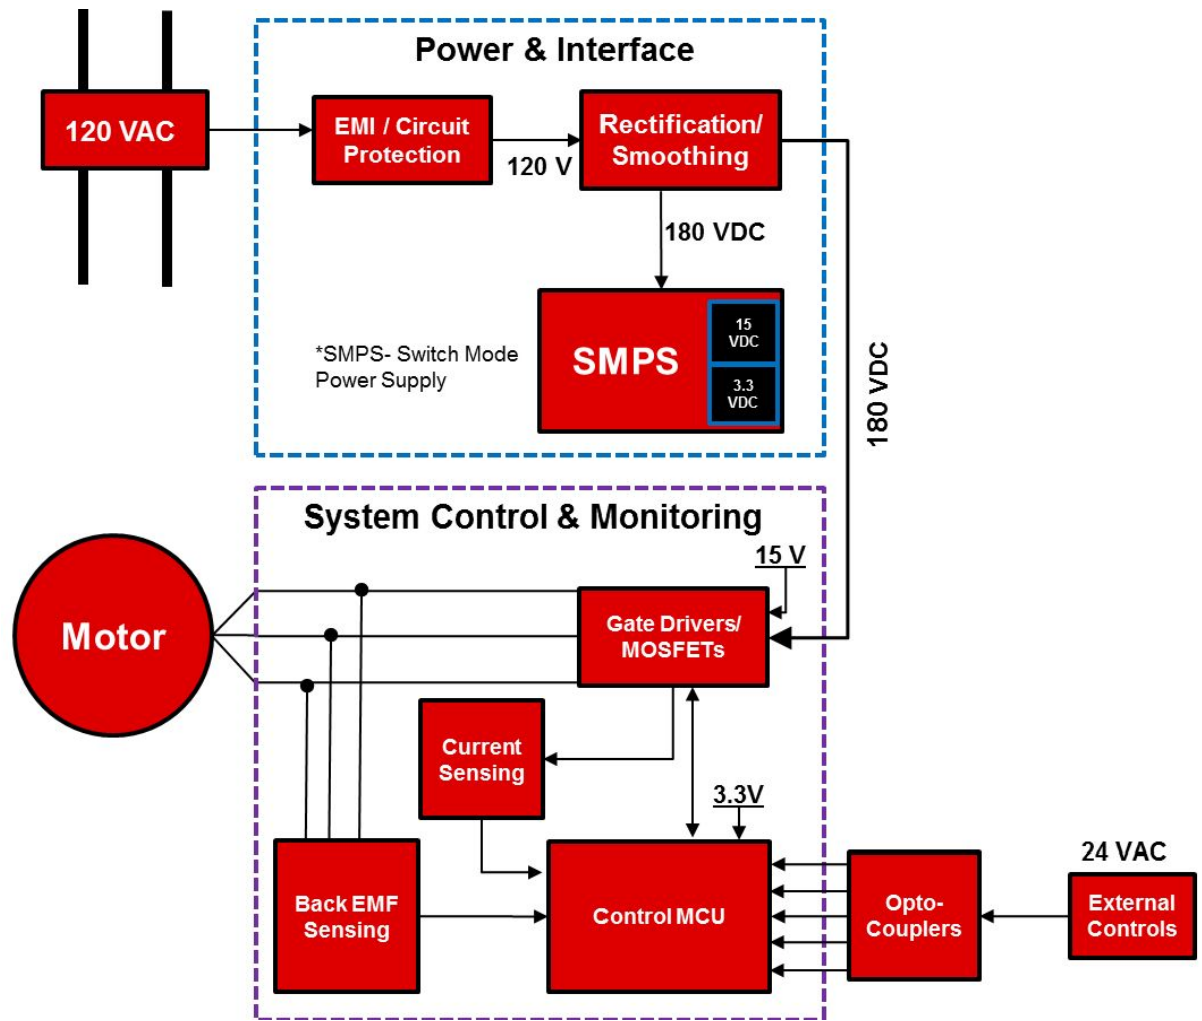 Power & Interface
120 VAC
EMI / Circuit
Protection
120 V
Rectification/
Smoothing
180 VDC
*SMPS- Switch Mode
Power Supply
SMPS
15
VDC
3.3
VDC
180 VDC
System Control & Monitoring
15 V
Motor
Gate Drivers/
MOSFETs
Current
Sensing
3.3V
Back EMF
Sensing
Control MCU
Opto-
Couplers
24 VAC
External
Controls